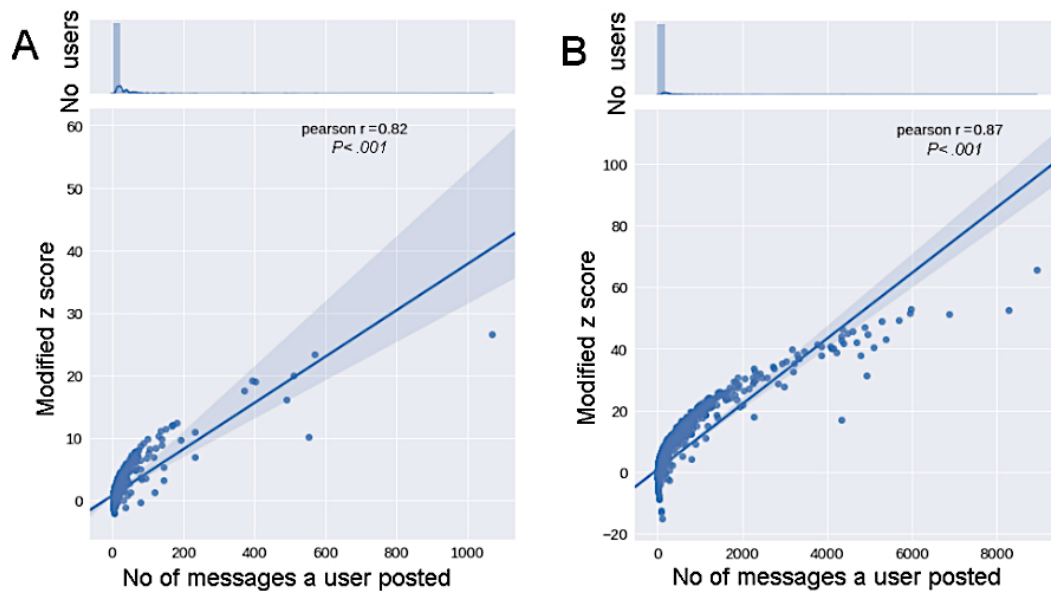 A
No users
pearson r=0.82
P< .001
Modified z score
60
50
40
30
20
10
0
0 200 400 600 800 1000
No of messages a user posted
B
No users
pearson r=0.87
P< .001
Modified z score
100
80
60
40
20
0
−20
0 2000 4000 6000 8000
No of messages a user posted